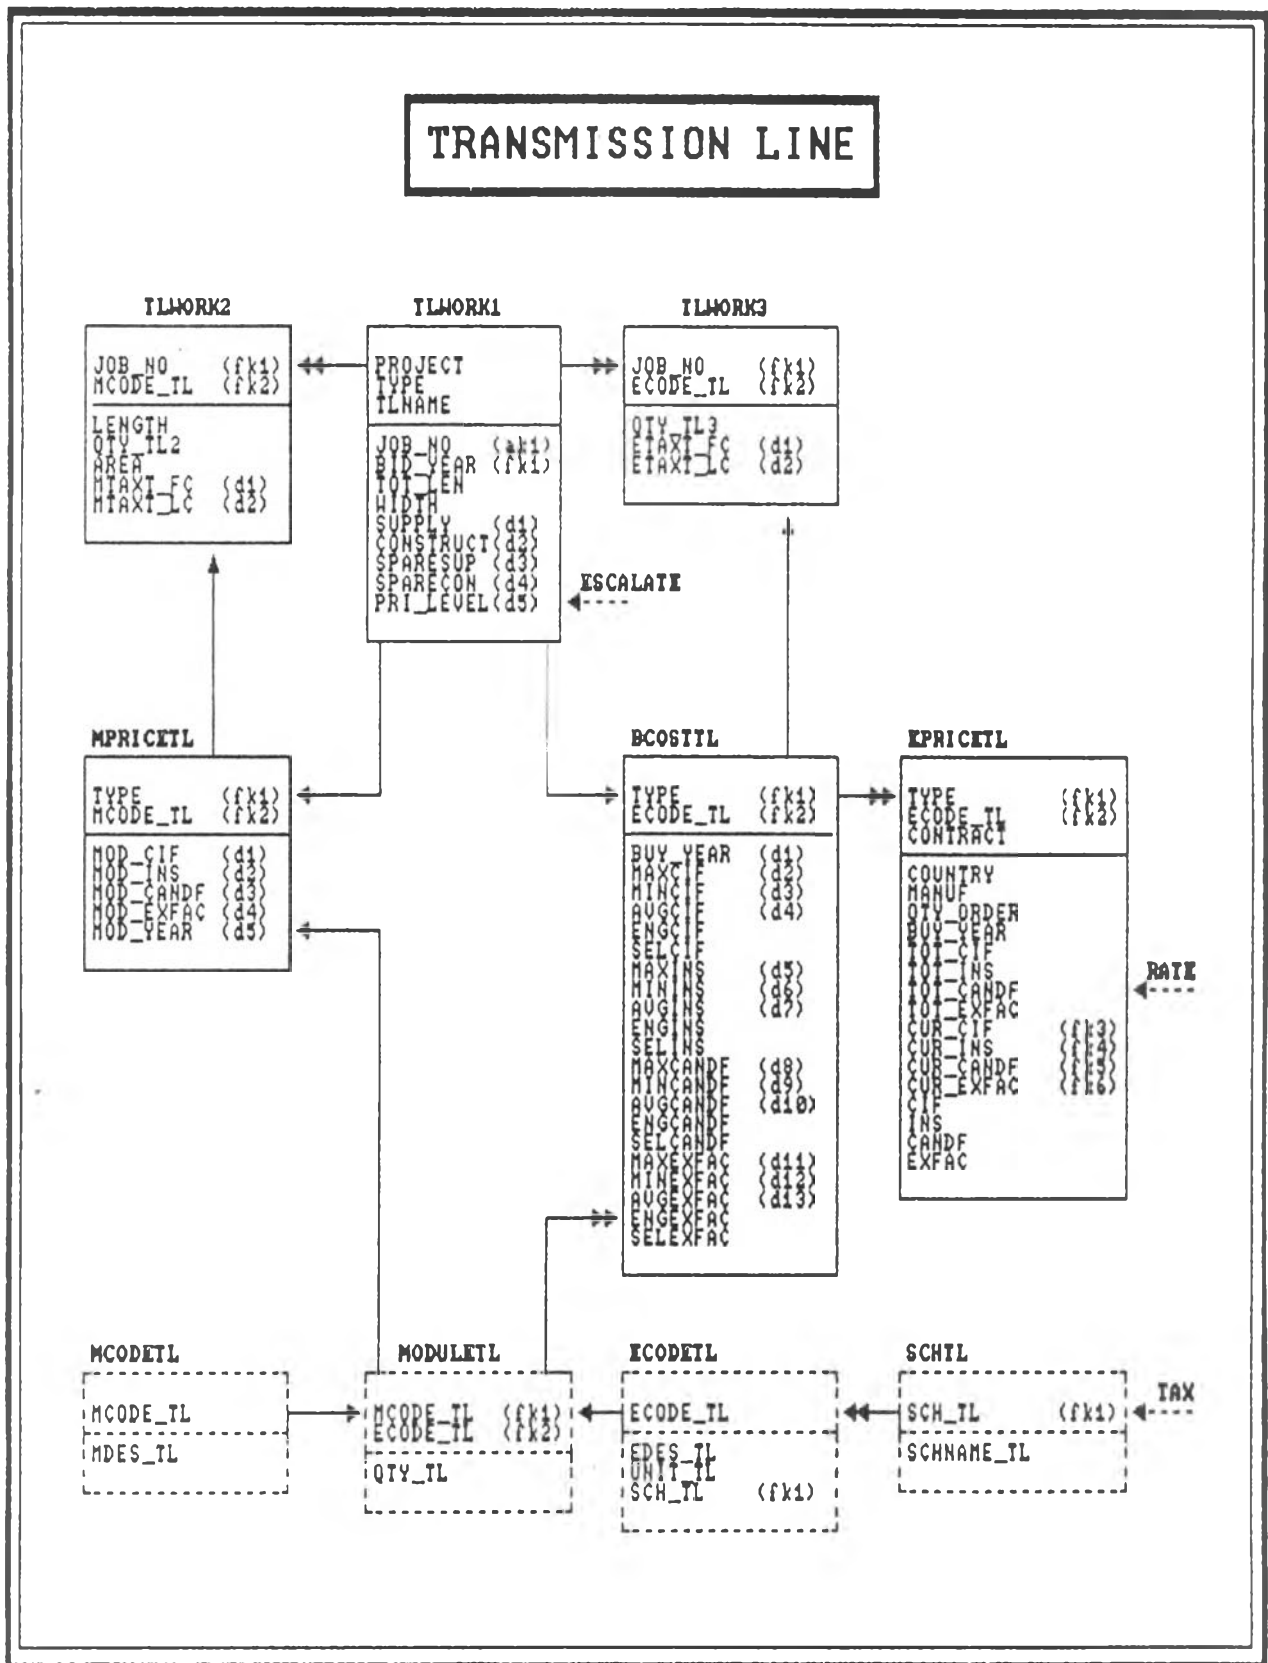 TRANSMISSION LINE
TLWORK2
JOB_NO (fk1)
MCODE_TL (fk2)
LENGTH
QTY_TL2
AREA
MTAXT_FC (d1)
MTAXT_LC (d2)
TLWORK1
PROJECT
TYPE
TLNAME
JOB_NO (ak1)
BID_YEAR (fk1)
TOT_LEN
WIDTH
SUPPLY (d1)
CONSTRUCT(d2)
SPARESUP (d3)
SPARECON (d4)
PRI_LEVEL(d5)
ESCALATE
TLWORK3
JOB_NO (fk1)
ECODE_TL (fk2)
QTY_TL3
ETAXT_FC (d1)
ETAXT_LC (d2)
MPRICETL
TYPE (fk1)
MCODE_TL (fk2)
MOD_CIF (d1)
MOD_INS (d2)
MOD_CANDF (d3)
MOD_EXFAC (d4)
MOD_YEAR (d5)
BCOSTTL
TYPE (fk1)
ECODE_TL (fk2)
BUY_YEAR (d1)
MAXCIF (d2)
MINCIF (d3)
AVGCIF (d4)
ENGCIF
SELCIF
MAXINS (d5)
MININS (d6)
AVGINS (d7)
ENGINS
SELINS
MAXCANDF (d8)
MINCANDF (d9)
AVGCANDF (d10)
ENGCANDF
SELCANDF
MAXEXFAC (d11)
MINEXFAC (d12)
AVGEXFAC (d13)
ENGEXFAC
SELEXFAC
EPRICETL
TYPE (fk1)
ECODE_TL (fk2)
CONTRACT
COUNTRY
MANUF
QTY_ORDER
BUY_YEAR
TOT_CIF
TOT_INS
TOT_CANDF
TOT_EXFAC
CUR_CIF (fk3)
CUR_INS (fk4)
CUR_CANDF (fk5)
CUR_EXFAC (fk6)
CIF
INS
CANDF
EXFAC
RATE
MCODETL
MCODE_TL
MDES_TL
MODULETL
MCODE_TL (fk1)
ECODE_TL (fk2)
QTY_TL
ECODETL
ECODE_TL
EDES_TL
UNIT_TL
SCH_TL (fk1)
SCHTL
SCH_TL (fk1)
SCHNAME_TL
TAX